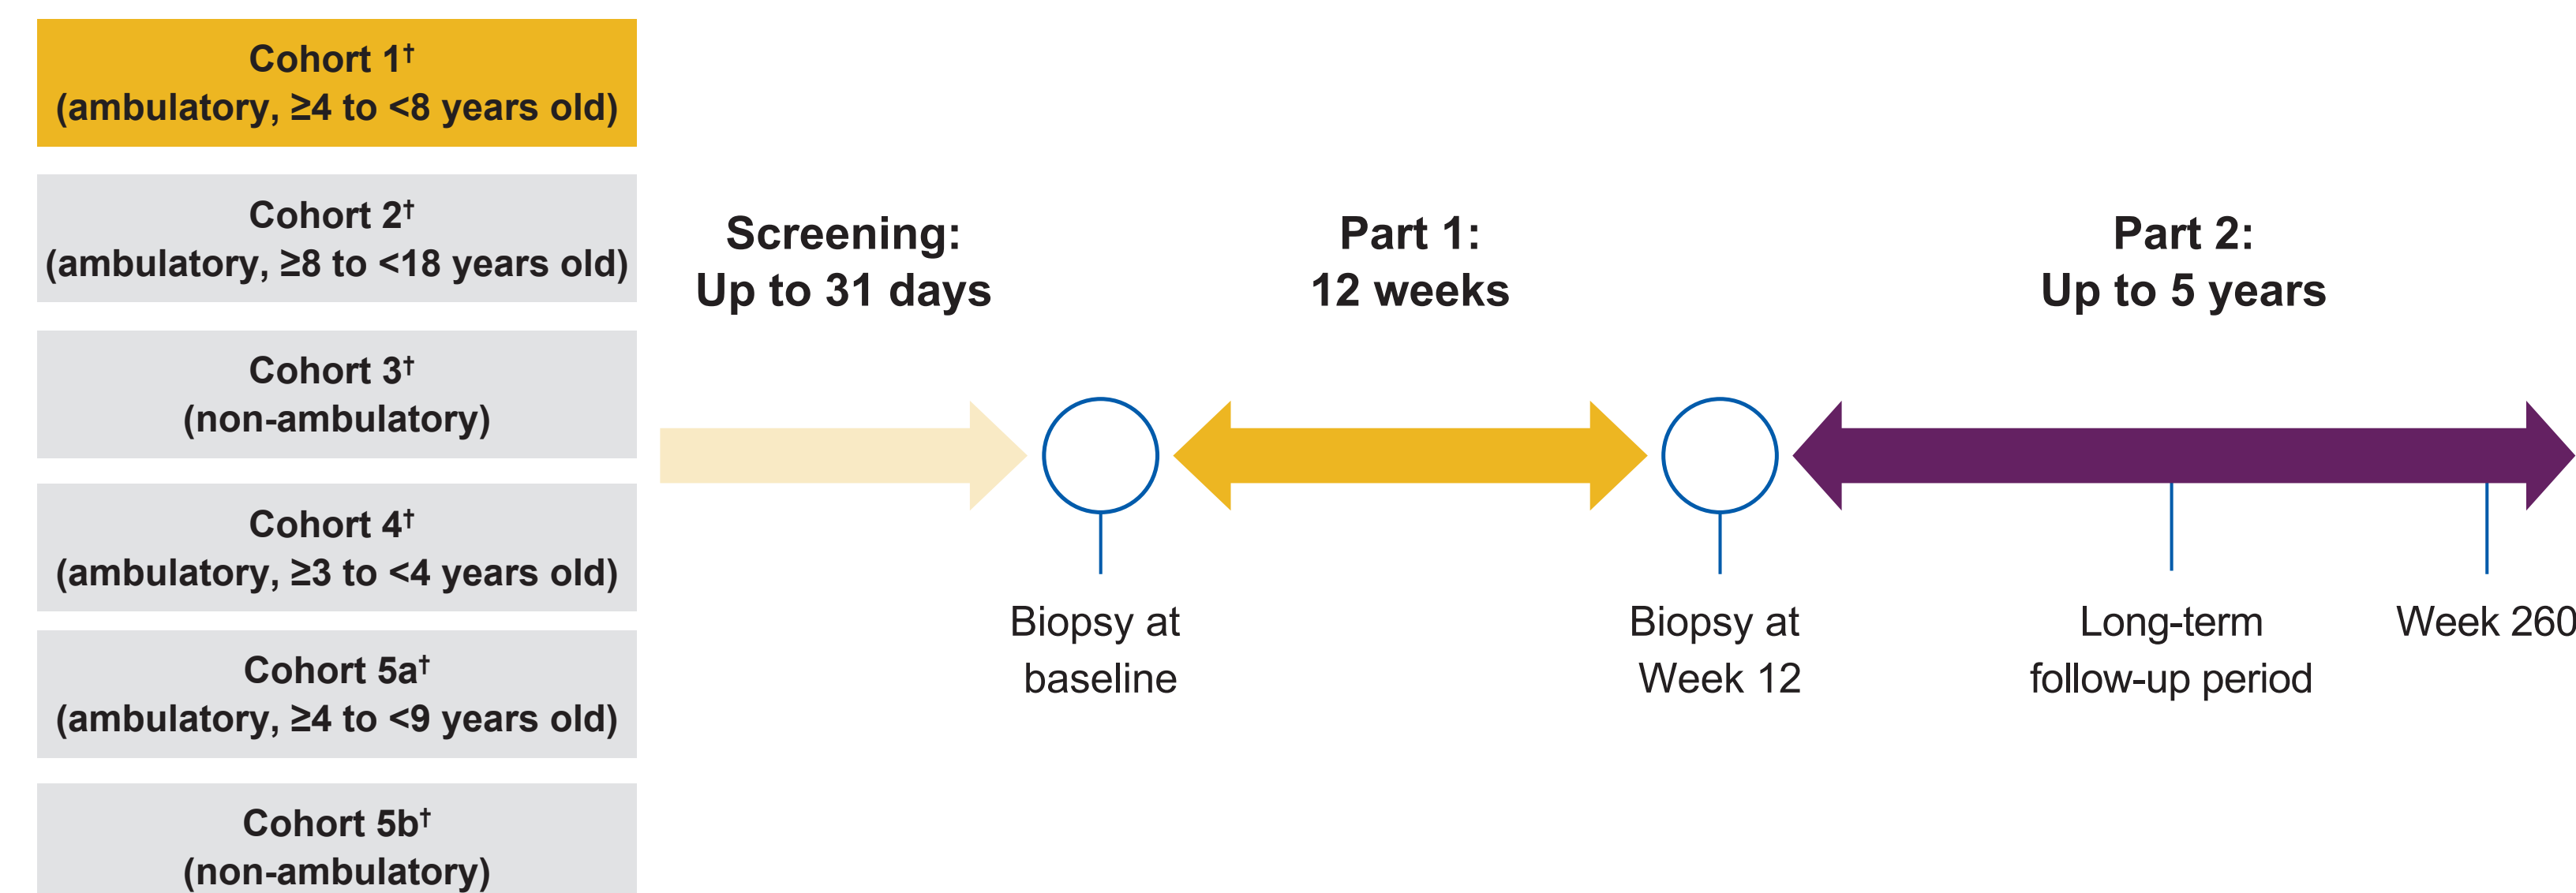 Cohort 1†
(ambulatory, ≥4 to <8 years old)
Cohort 2†
(ambulatory, ≥8 to <18 years old)
Cohort 3†
(non-ambulatory)
Cohort 4†
(ambulatory, ≥3 to <4 years old)
Cohort 5a†
(ambulatory, ≥4 to <9 years old)
Cohort 5b†
(non-ambulatory)
Screening:
Up to 31 days
Part 1:
12 weeks
Part 2:
Up to 5 years
Biopsy at
baseline
Biopsy at
Week 12
Long-term
follow-up period
Week 260